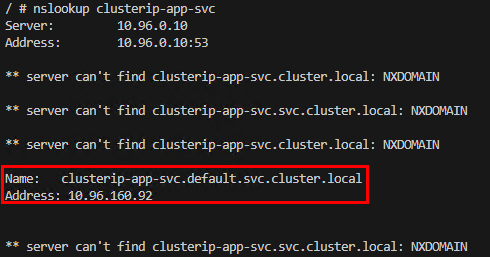 / # nslookup clusterip-app-svc
Server:         10.96.0.10
Address:        10.96.0.10:53
** server can't find clusterip-app-svc.cluster.local: NXDOMAIN
** server can't find clusterip-app-svc.svc.cluster.local: NXDOMAIN
** server can't find clusterip-app-svc.cluster.local: NXDOMAIN
Name:   clusterip-app-svc.default.svc.cluster.local
Address: 10.96.160.92
** server can't find clusterip-app-svc.svc.cluster.local: NXDOMAIN